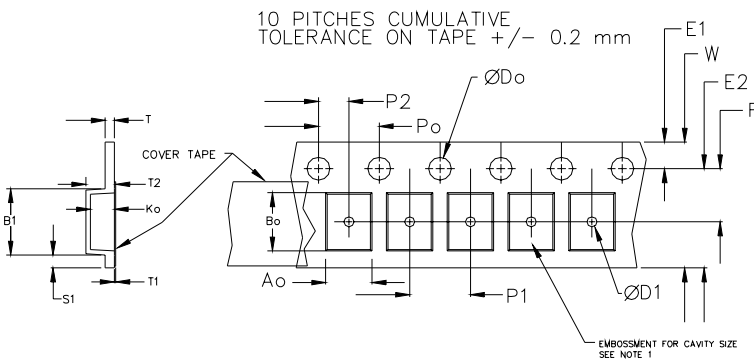 10 PITCHES CUMULATIVE
TOLERANCE ON TAPE +/- 0.2 mm
E1
W
ØDo
E2
P2
F
Po
T
COVER TAPE
T2
Ko
B1
Bo
T1
S1
Ao
P1
ØD1
EMBOSSMENT FOR CAVITY SIZE
SEE NOTE 1